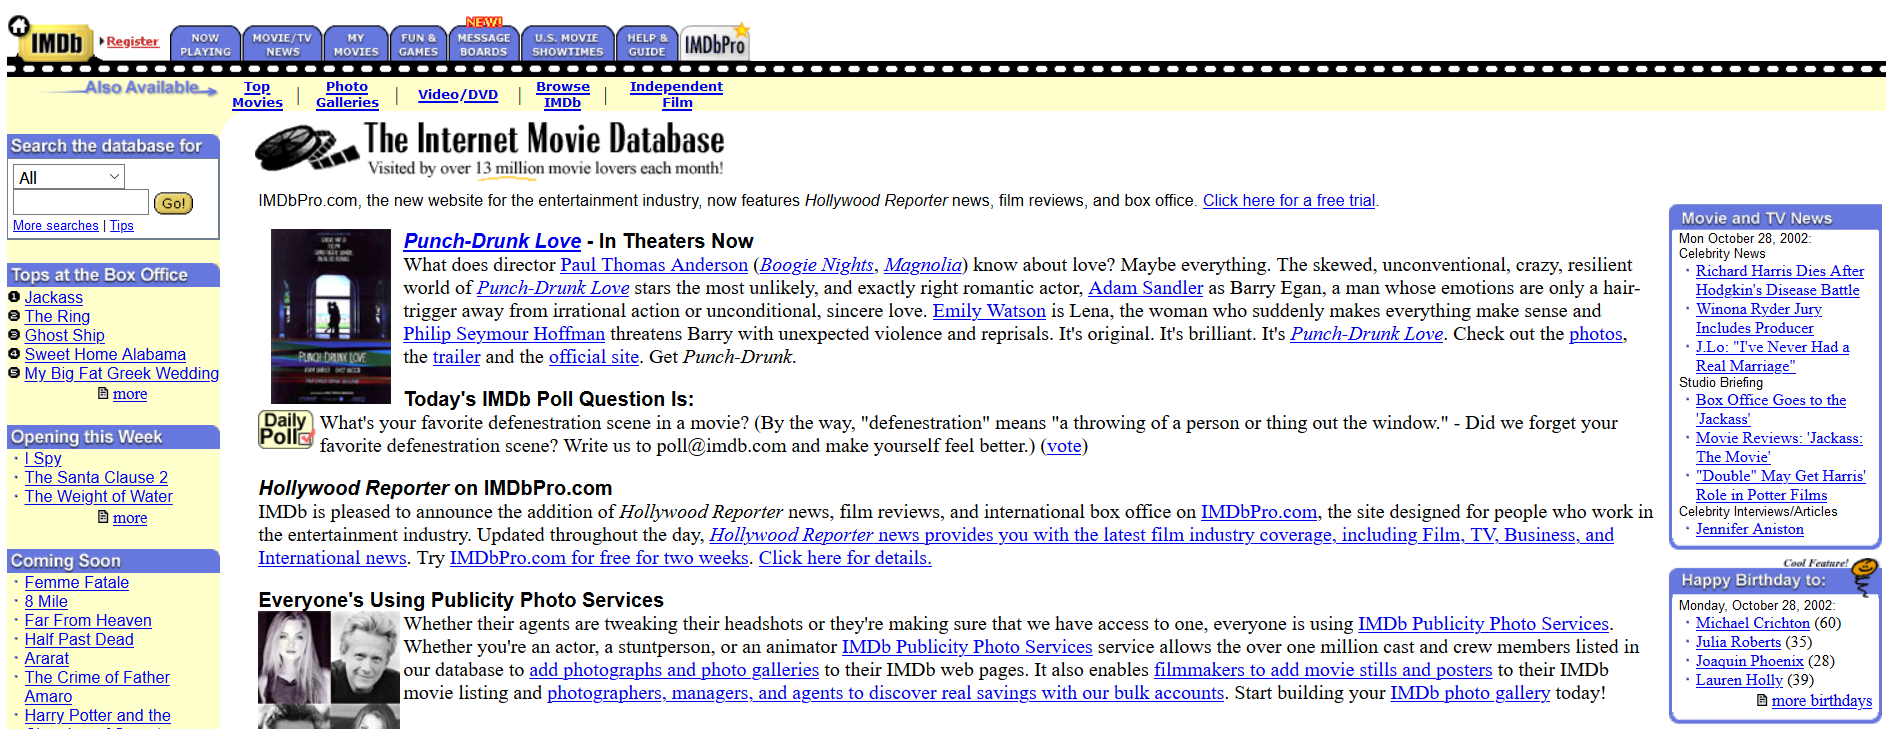 IMDb
Register
NOW PLAYING
MOVIE/TV NEWS
MY MOVIES
FUN & GAMES
NEW!
MESSAGE BOARDS
U.S. MOVIE SHOWTIMES
HELP & GUIDE
IMDbPro
Also Available
Top Movies
Photo Galleries
Video/DVD
Browse IMDb
Independent Film
Search the database for
All
Go!
More searches | Tips
Tops at the Box Office
1 Jackass
2 The Ring
3 Ghost Ship
4 Sweet Home Alabama
5 My Big Fat Greek Wedding
more
Opening this Week
I Spy
The Santa Clause 2
The Weight of Water
more
Coming Soon
Femme Fatale
8 Mile
Far From Heaven
Half Past Dead
Ararat
The Crime of Father
Amaro
Harry Potter and the
The Internet Movie Database
Visited by over 13 million movie lovers each month!
IMDbPro.com, the new website for the entertainment industry, now features Hollywood Reporter news, film reviews, and box office. Click here for a free trial.
PUNCH-DRUNK LOVE
Punch-Drunk Love - In Theaters Now
What does director Paul Thomas Anderson (Boogie Nights, Magnolia) know about love? Maybe everything. The skewed, unconventional, crazy, resilient
world of Punch-Drunk Love stars the most unlikely, and exactly right romantic actor, Adam Sandler as Barry Egan, a man whose emotions are only a hair-
trigger away from irrational action or unconditional, sincere love. Emily Watson is Lena, the woman who suddenly makes everything make sense and
Philip Seymour Hoffman threatens Barry with unexpected violence and reprisals. It's original. It's brilliant. It's Punch-Drunk Love. Check out the photos,
the trailer and the official site. Get Punch-Drunk.
Today's IMDb Poll Question Is:
Daily Poll
What's your favorite defenestration scene in a movie? (By the way, "defenestration" means "a throwing of a person or thing out the window." - Did we forget your
favorite defenestration scene? Write us to poll@imdb.com and make yourself feel better.) (vote)
Hollywood Reporter on IMDbPro.com
IMDb is pleased to announce the addition of Hollywood Reporter news, film reviews, and international box office on IMDbPro.com, the site designed for people who work in
the entertainment industry. Updated throughout the day, Hollywood Reporter news provides you with the latest film industry coverage, including Film, TV, Business, and
International news. Try IMDbPro.com for free for two weeks. Click here for details.
Everyone's Using Publicity Photo Services
Whether their agents are tweaking their headshots or they're making sure that we have access to one, everyone is using IMDb Publicity Photo Services.
Whether you're an actor, a stuntperson, or an animator IMDb Publicity Photo Services service allows the over one million cast and crew members listed in
our database to add photographs and photo galleries to their IMDb web pages. It also enables filmmakers to add movie stills and posters to their IMDb
movie listing and photographers, managers, and agents to discover real savings with our bulk accounts. Start building your IMDb photo gallery today!
Movie and TV News
Mon October 28, 2002:
Celebrity News
Richard Harris Dies After
Hodgkin's Disease Battle
Winona Ryder Jury
Includes Producer
J.Lo: "I've Never Had a
Real Marriage"
Studio Briefing
Box Office Goes to the
'Jackass'
Movie Reviews: 'Jackass:
The Movie'
"Double" May Get Harris'
Role in Potter Films
Celebrity Interviews/Articles
Jennifer Aniston
Cool Feature!
Happy Birthday to:
Monday, October 28, 2002:
Michael Crichton (60)
Julia Roberts (35)
Joaquin Phoenix (28)
Lauren Holly (39)
more birthdays